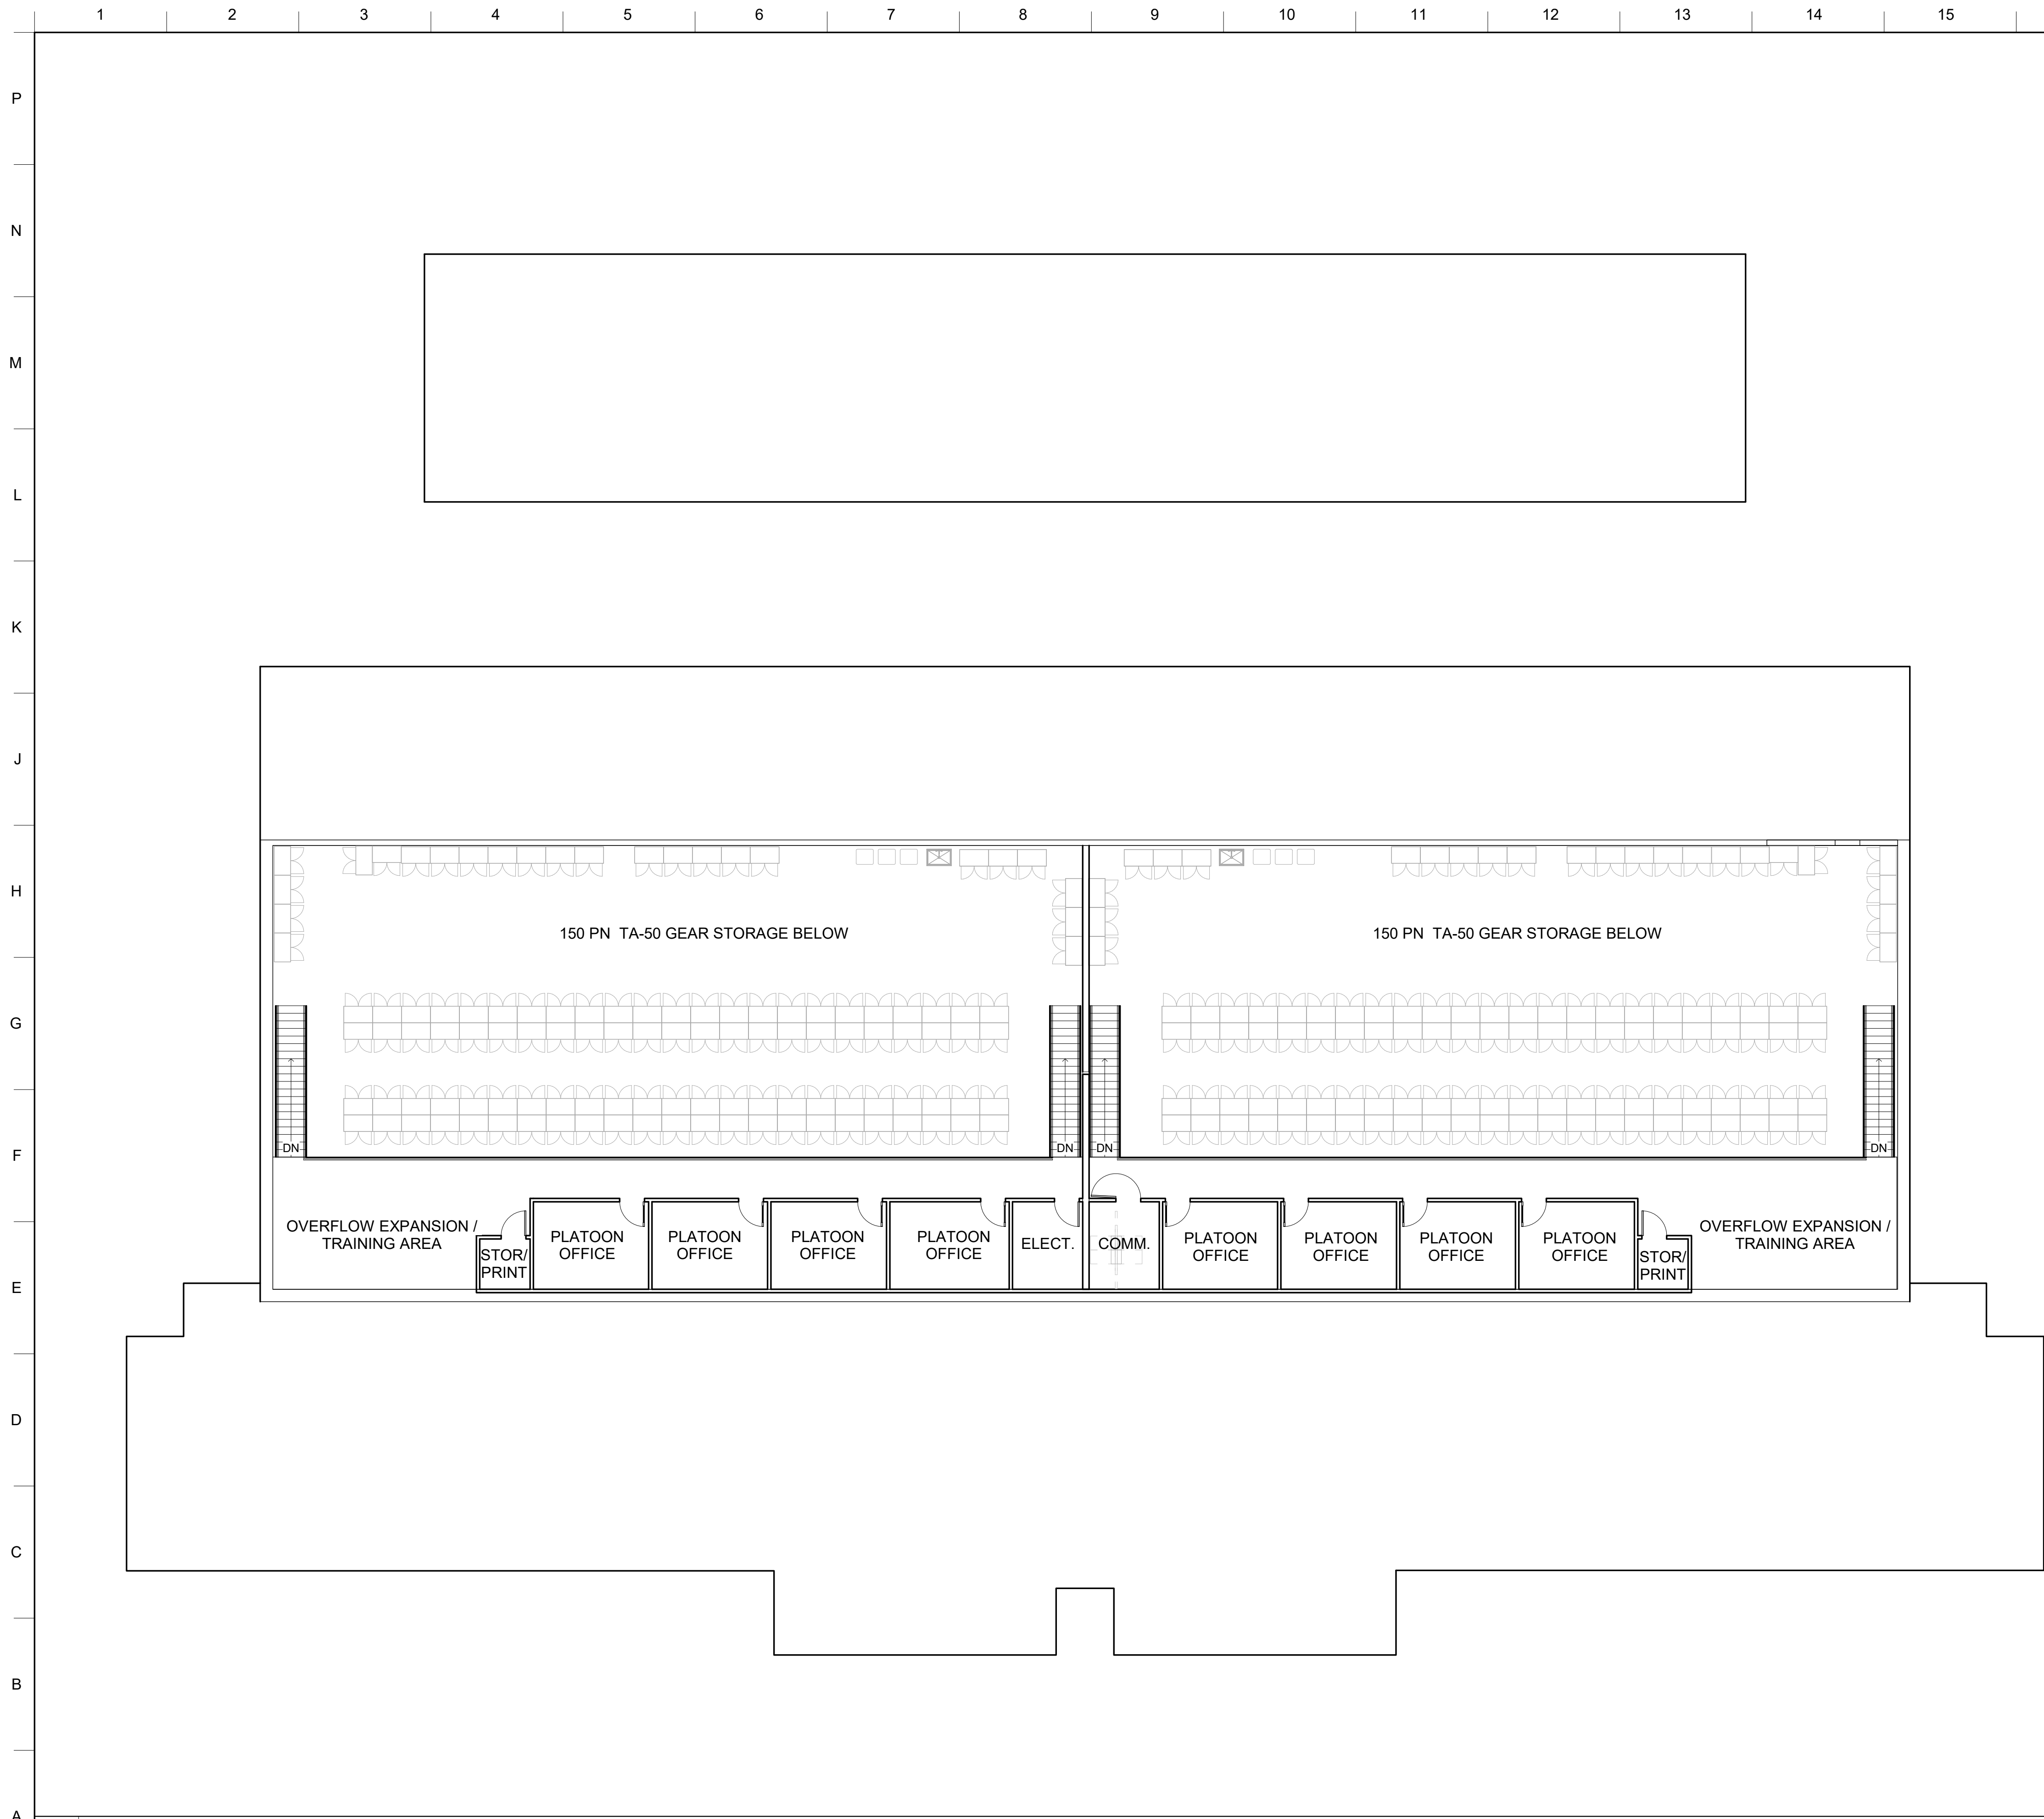 1 2 3 4 5 6 7 8 9 10 11 12 13 14 15
P
N
M
L
K
J
H
150 PN TA-50 GEAR STORAGE BELOW 150 PN TA-50 GEAR STORAGE BELOW
G
DN DN DN DN
F
OVERFLOW EXPANSION /
TRAINING AREA
STOR/
PRINT
PLATOON
OFFICE
PLATOON
OFFICE
PLATOON
OFFICE
PLATOON
OFFICE
ELECT.
COMM.
PLATOON
OFFICE
PLATOON
OFFICE
PLATOON
OFFICE
PLATOON
OFFICE
STOR/
PRINT
OVERFLOW EXPANSION /
TRAINING AREA
E
D
C
B
A